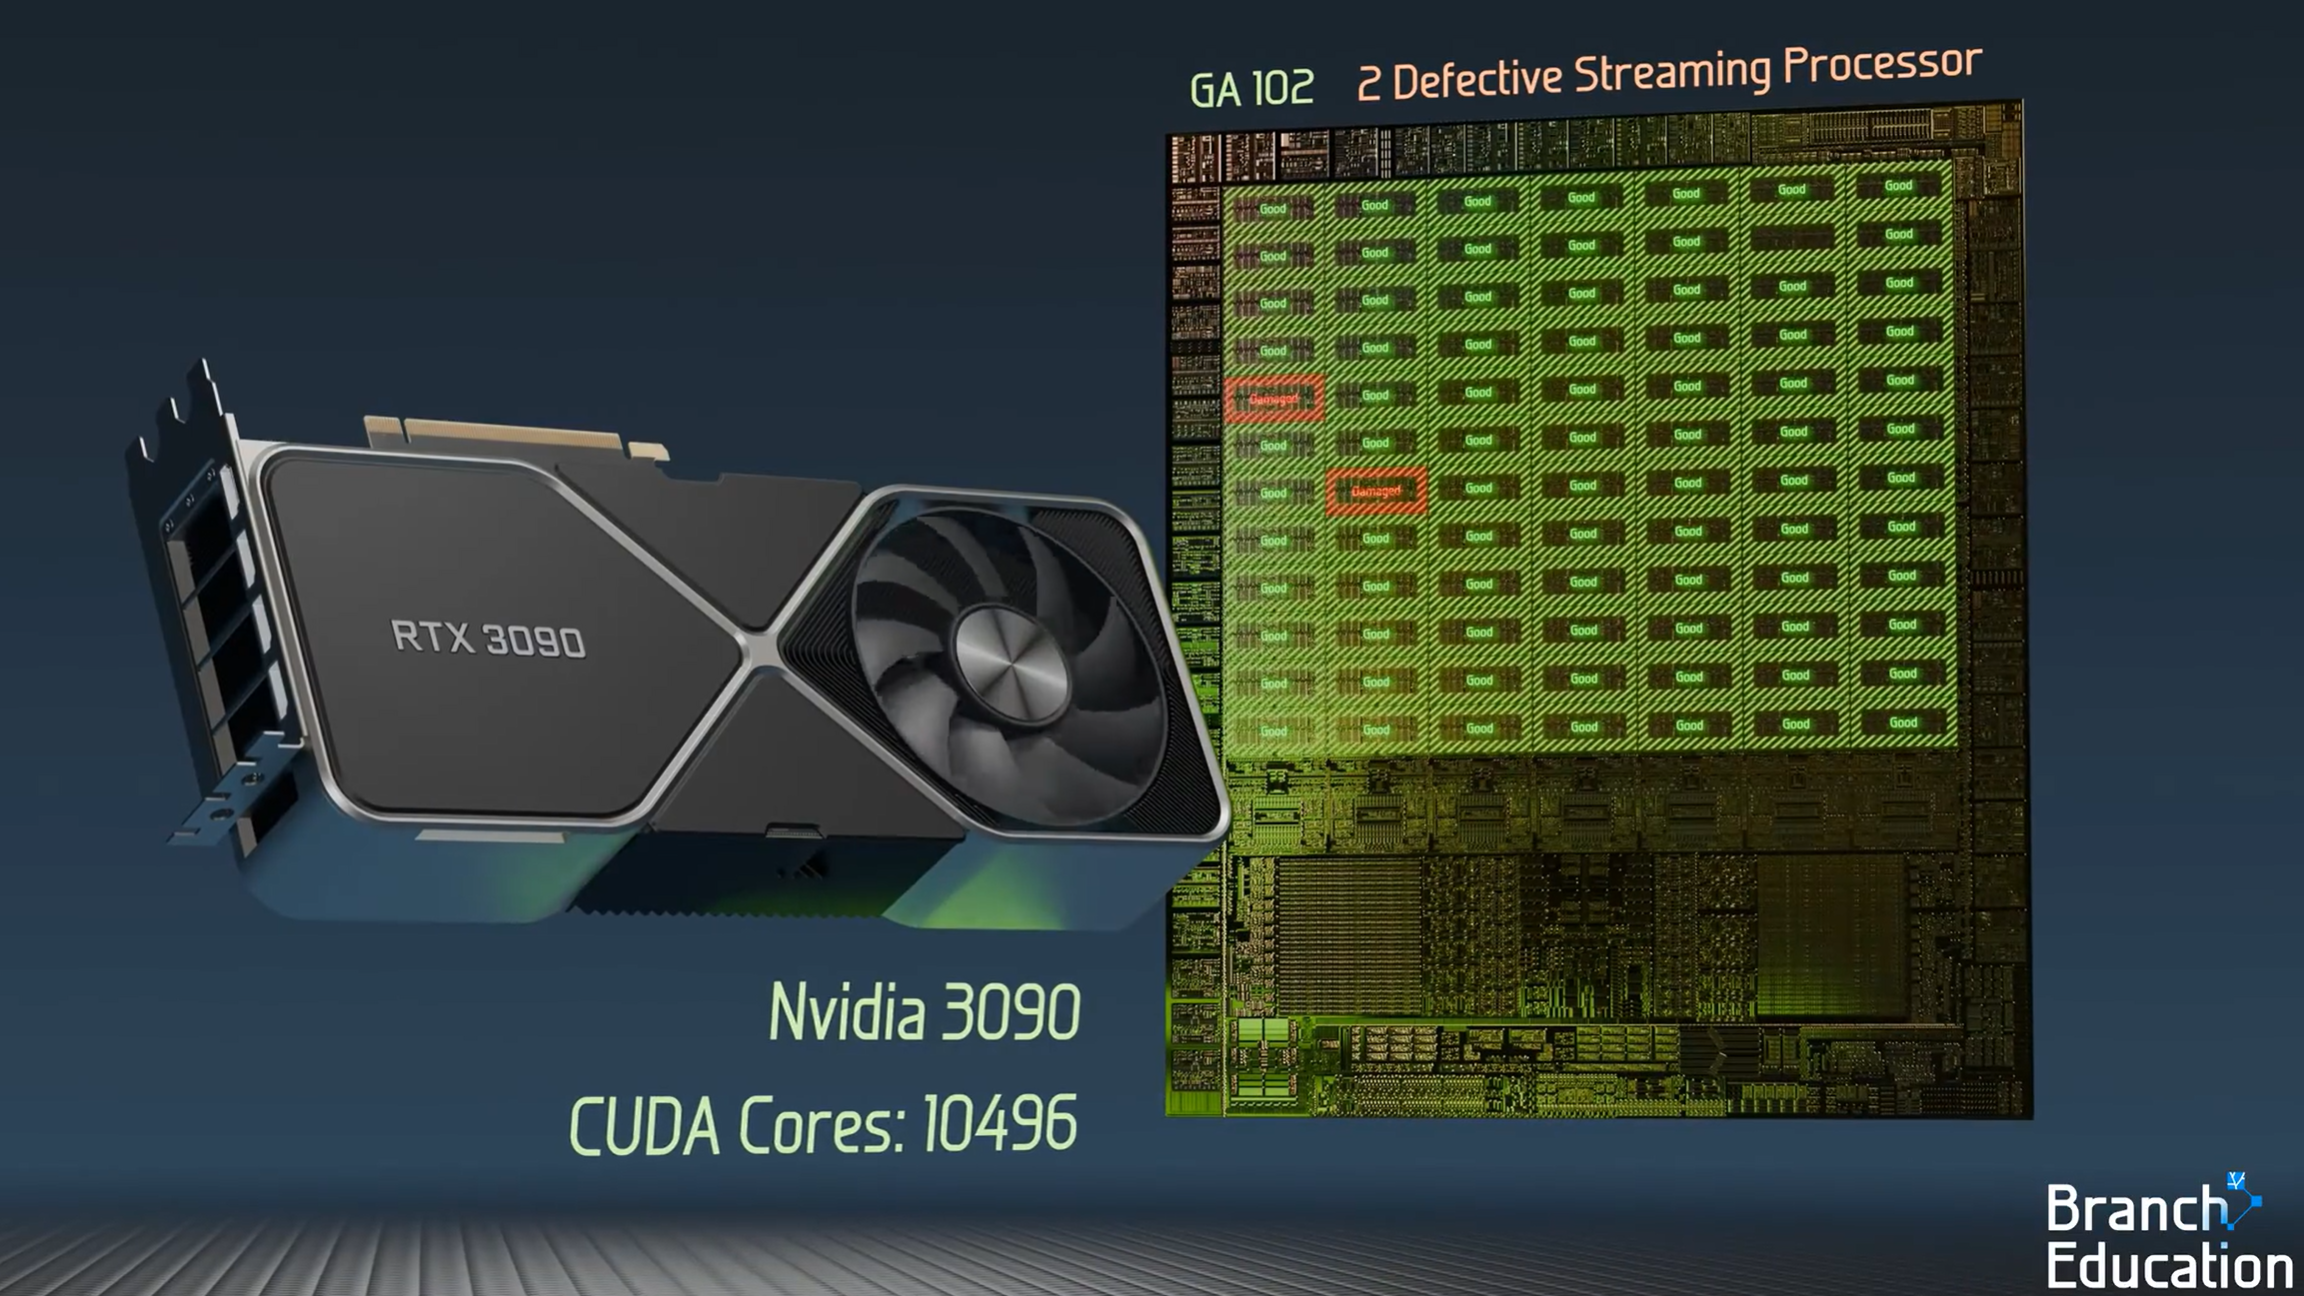 GA 102 2 Defective Streaming Processor
Good Good Good Good Good Good Good
Good Good Good Good Good Good
Good Good Good Good Good Good Good
Good Good Good Good Good Good Good
Damaged Good Good Good Good Good Good
Good Good Good Good Good Good Good
Good Damaged Good Good Good Good Good
Good Good Good Good Good Good Good
Good Good Good Good Good Good Good
Good Good Good Good Good Good Good
Good Good Good Good Good Good Good
Good Good Good Good Good Good Good
RTX 3090
Nvidia 3090
CUDA Cores: 10496
Branch
Education